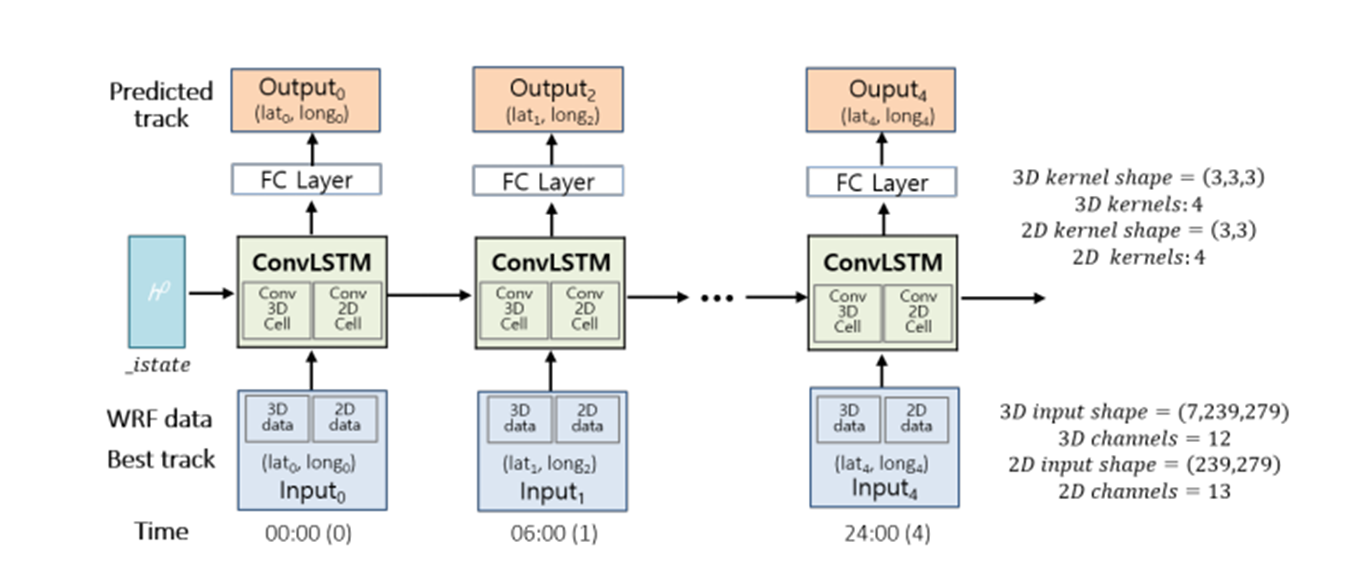 Predicted
track
Output₀
(lat₀, long₀)
Output₂
(lat₁, long₂)
Ouput₄
(lat₄, long₄)
FC Layer
FC Layer
FC Layer
3D kernel shape = (3,3,3)
3D kernels: 4
2D kernel shape = (3,3)
2D kernels: 4
h⁰
_istate
ConvLSTM
Conv
3D
Cell
Conv
2D
Cell
ConvLSTM
Conv
3D
Cell
Conv
2D
Cell
•••
ConvLSTM
Conv
3D
Cell
Conv
2D
Cell
WRF data
Best track
3D
data
2D
data
(lat₀, long₀)
Input₀
3D
data
2D
data
(lat₁, long₁)
Input₁
3D
data
2D
data
(lat₄, long₄)
Input₄
3D input shape = (7,239,279)
3D channels = 12
2D input shape = (239,279)
2D channels = 13
Time
00:00 (0)
06:00 (1)
24:00 (4)